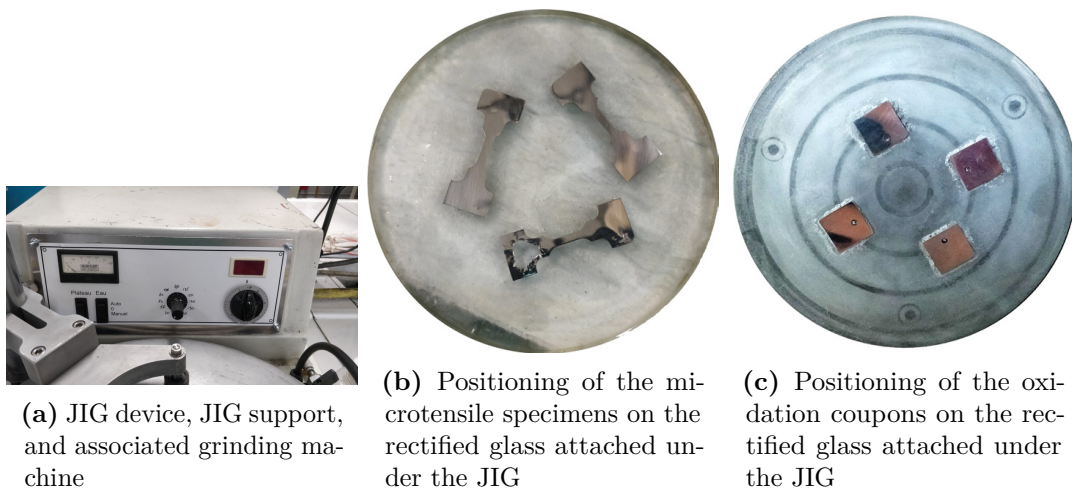 Plateau Eau
Auto
0
Manuel
(a) JIG device, JIG support,
and associated grinding ma-
chine
(b) Positioning of the mi-
crotensile specimens on the
rectified glass attached un-
der the JIG
(c) Positioning of the oxi-
dation coupons on the rec-
tified glass attached under
the JIG